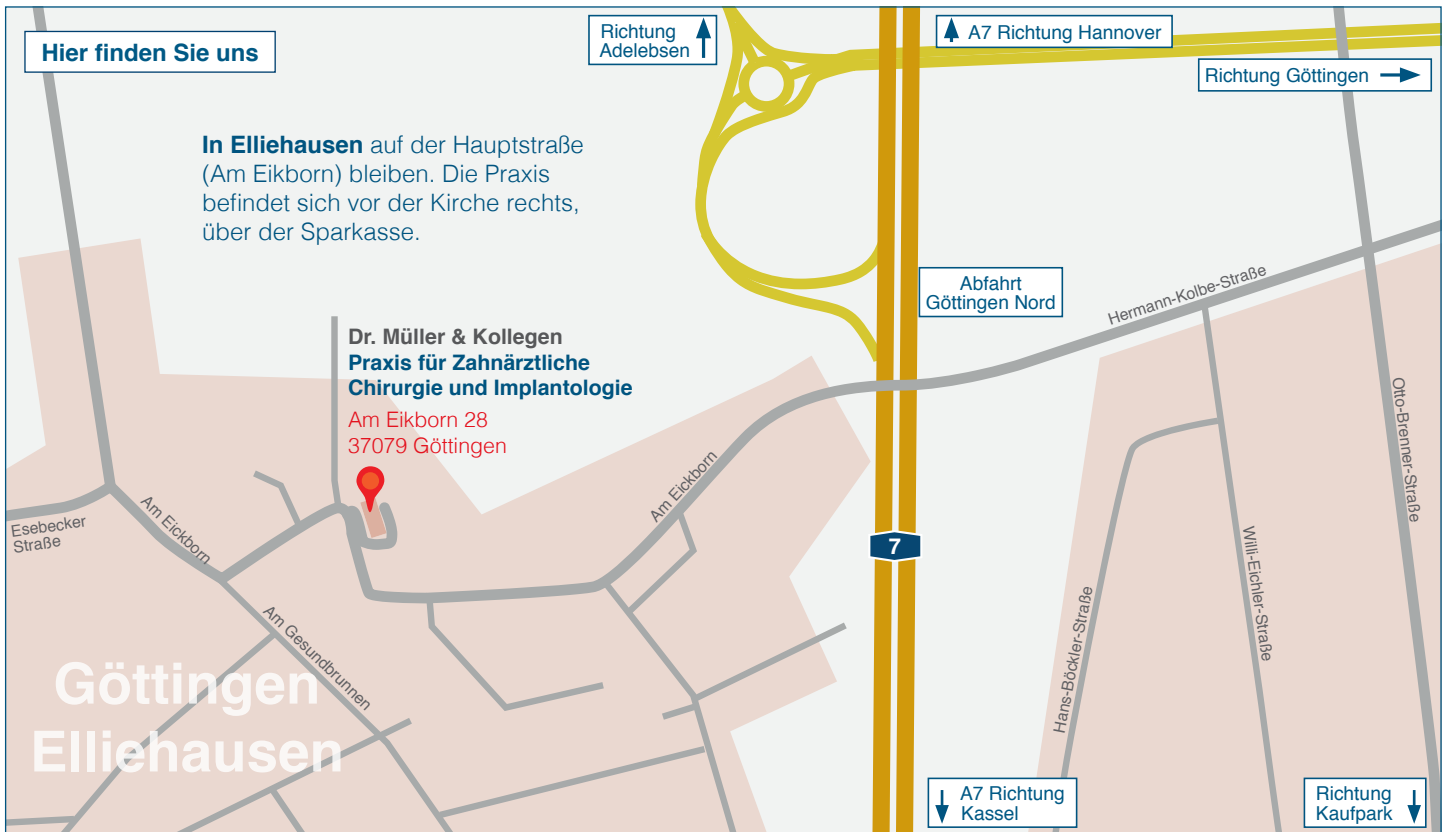 Hier finden Sie uns
Richtung
Adelebsen
A7 Richtung Hannover
Richtung Göttingen
In Elliehausen auf der Hauptstraße
(Am Eikborn) bleiben. Die Praxis
befindet sich vor der Kirche rechts,
über der Sparkasse.
Abfahrt
Göttingen Nord
Hermann-Kolbe-Straße
Dr. Müller & Kollegen
Praxis für Zahnärztliche
Chirurgie und Implantologie
Am Eikborn 28
37079 Göttingen
Otto-Brenner-Straße
Am Eickborn
Am Eickborn
Esebecker
Straße
7
Willi-Eichler-Straße
Hans-Böckler-Straße
Am Gesundbrunnen
Göttingen
Elliehausen
A7 Richtung
Kassel
Richtung
Kaufpark